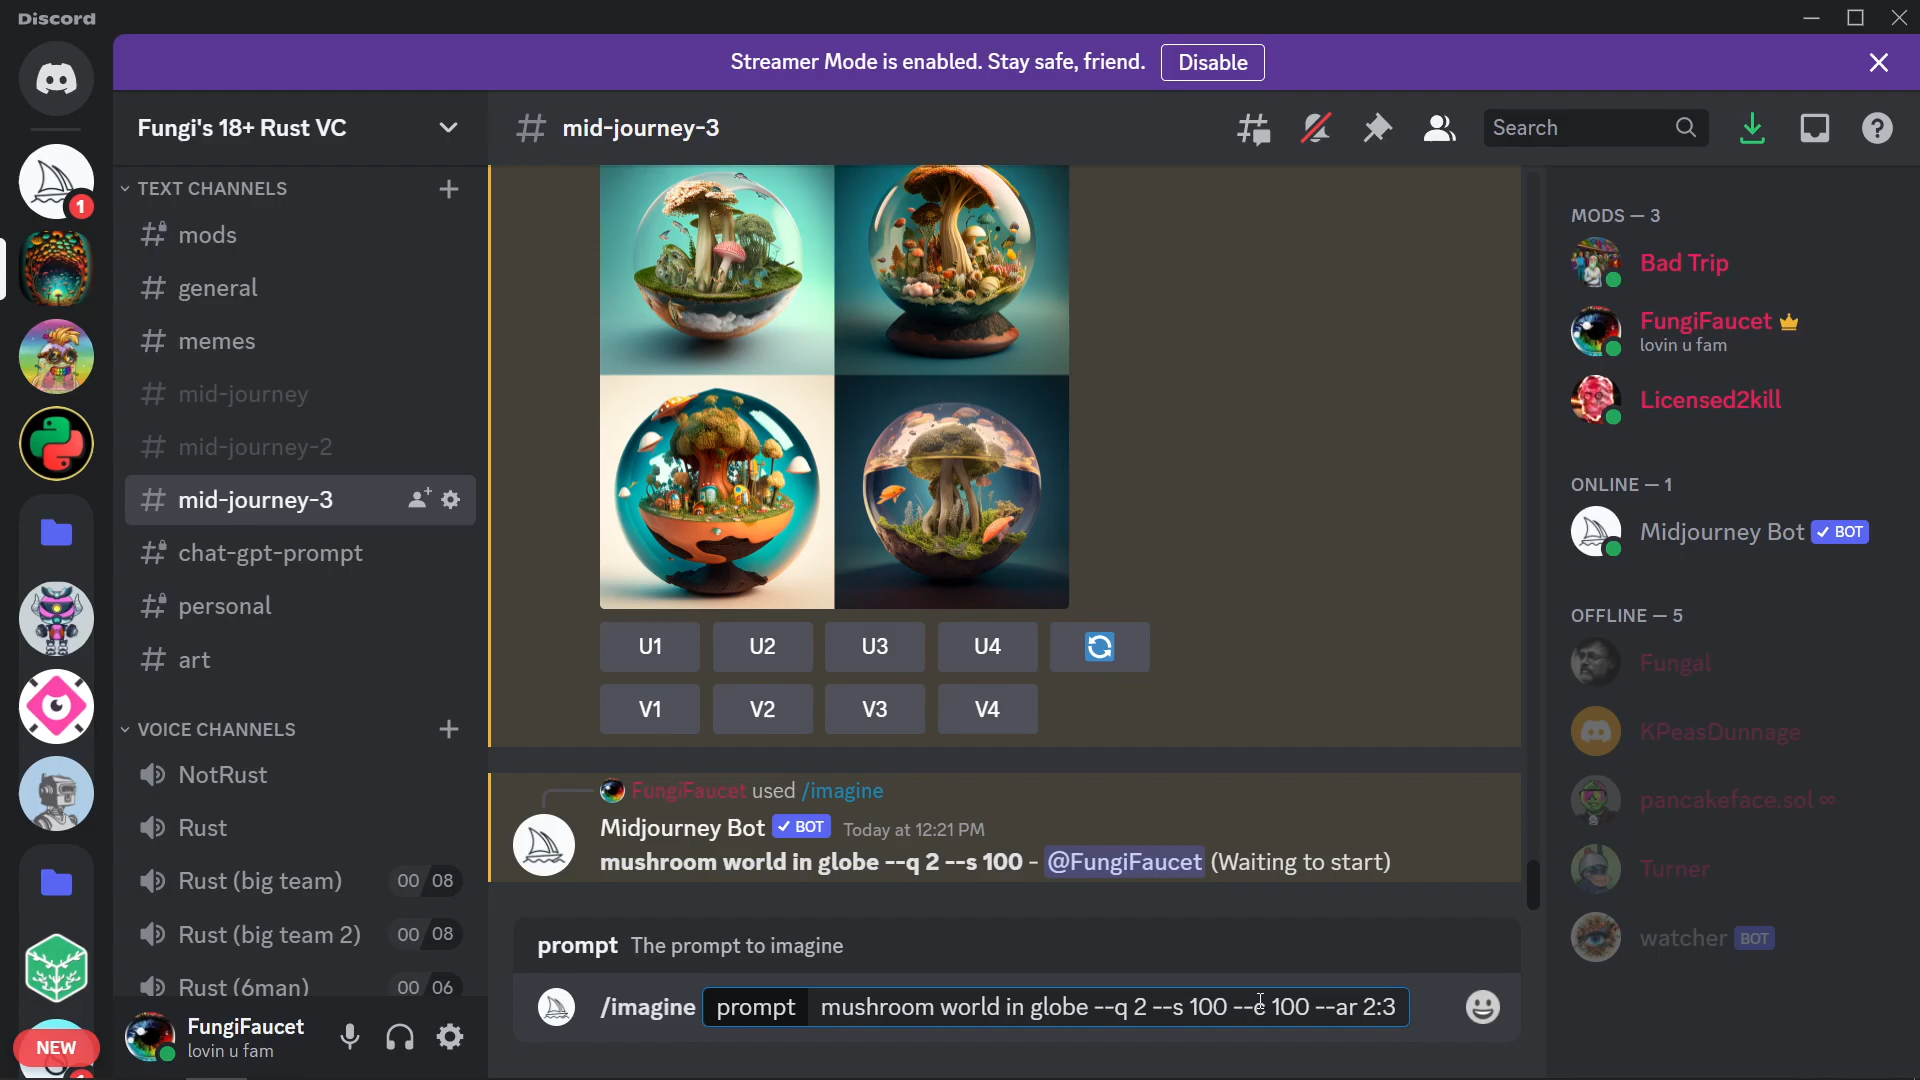 Discord
Streamer Mode is enabled. Stay safe, friend. Disable
Fungi's 18+ Rust VC
mid-journey-3
Search
TEXT CHANNELS
mods
general
memes
mid-journey
mid-journey-2
mid-journey-3
chat-gpt-prompt
personal
art
VOICE CHANNELS
NotRust
Rust
Rust (big team) 00 08
Rust (big team 2) 00 08
Rust (6man) 00 06
1
NEW
FungiFaucet
lovin u fam
U1 U2 U3 U4
V1 V2 V3 V4
FungiFaucet used /imagine
Midjourney Bot BOT Today at 12:21 PM
mushroom world in globe --q 2 --s 100 - @FungiFaucet (Waiting to start)
prompt The prompt to imagine
/imagine prompt mushroom world in globe --q 2 --s 100 --c 100 --ar 2:3
MODS — 3
Bad Trip
FungiFaucet
lovin u fam
Licensed2kill
ONLINE — 1
Midjourney Bot BOT
OFFLINE — 5
Fungal
KPeasDunnage
pancakeface.sol ∞
Turner
watcher BOT